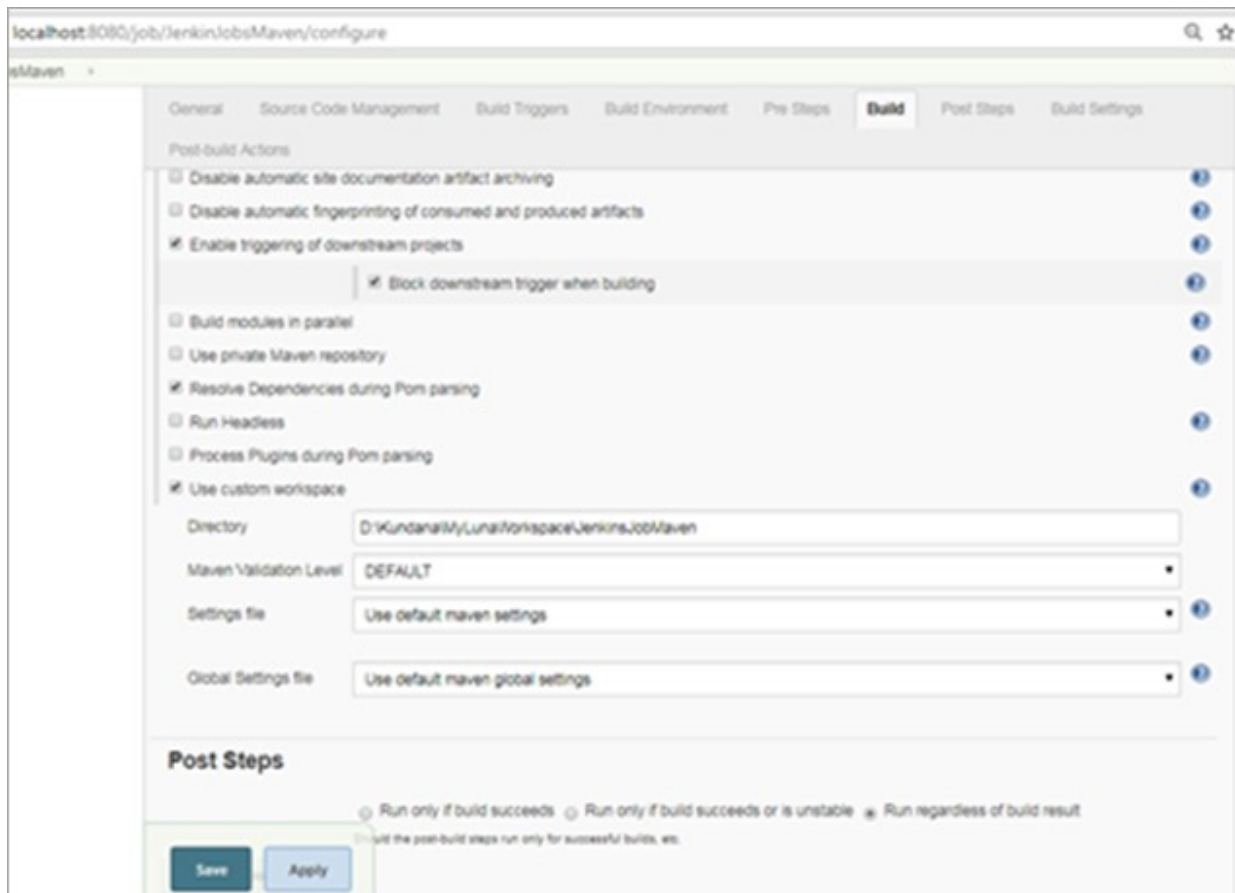 localhost:8080/job/JenkinJobsMaven/configure
sMaven
General Source Code Management Build Triggers Build Environment Pre Steps Build Post Steps Build Settings
Post-build Actions
Disable automatic site documentation artifact archiving
Disable automatic fingerprinting of consumed and produced artifacts
Enable triggering of downstream projects
Block downstream trigger when building
Build modules in parallel
Use private Maven repository
Resolve Dependencies during Pom parsing
Run Headless
Process Plugins during Pom parsing
Use custom workspace
Directory D:\Kundana\MyLunaWorkspace\JenkinsJobMaven
Maven Validation Level DEFAULT
Settings file Use default maven settings
Global Settings file Use default maven global settings
Post Steps
Run only if build succeeds Run only if build succeeds or is unstable Run regardless of build result
the post-build steps run only for successful builds, etc.
Save Apply